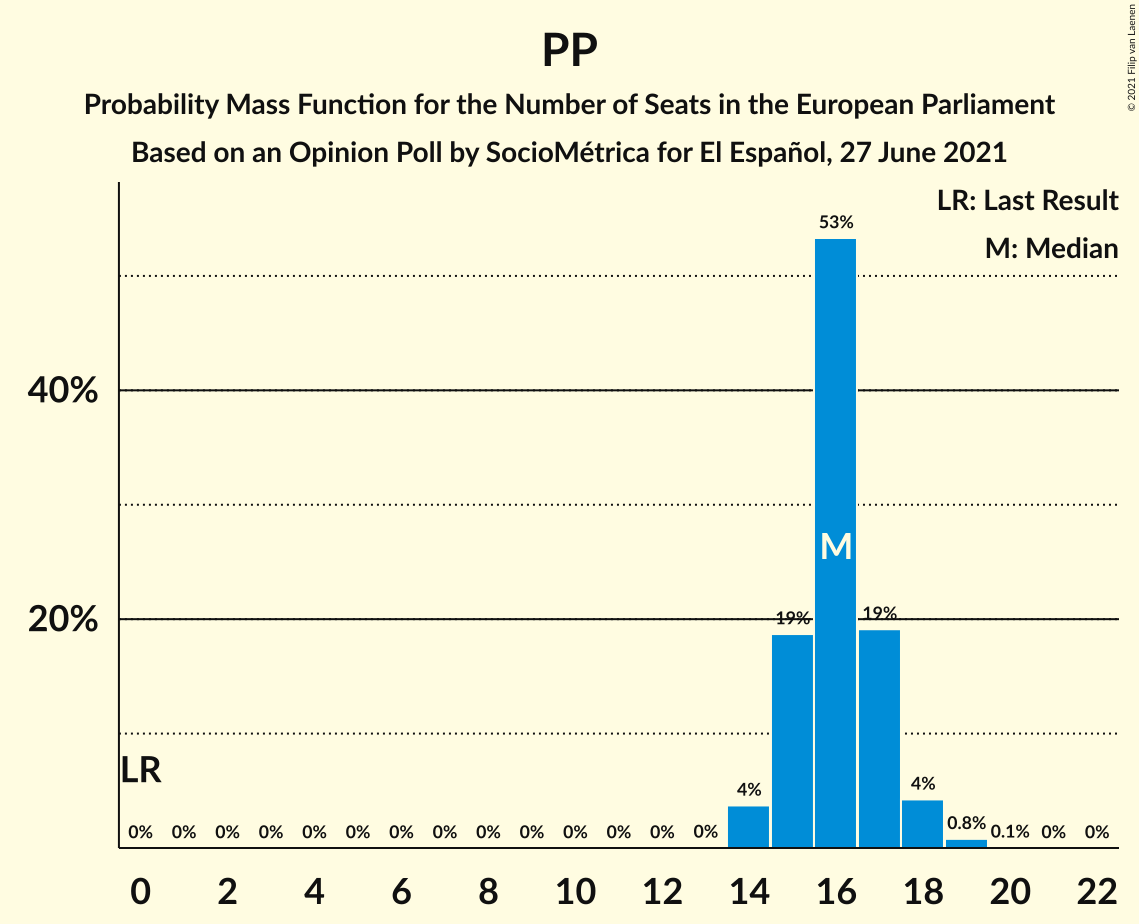 PP
Probability Mass Function for the Number of Seats in the European Parliament
Based on an Opinion Poll by SocioMétrica for El Español, 27 June 2021
© 2021 Filip van Laenen
LR: Last Result
M: Median
53%
40%
M
20%
19%
19%
LR
4%
4%
0% 0% 0% 0% 0% 0% 0% 0% 0% 0% 0% 0% 0% 0% 0.8% 0.1% 0% 0%
0 2 4 6 8 10 12 14 16 18 20 22